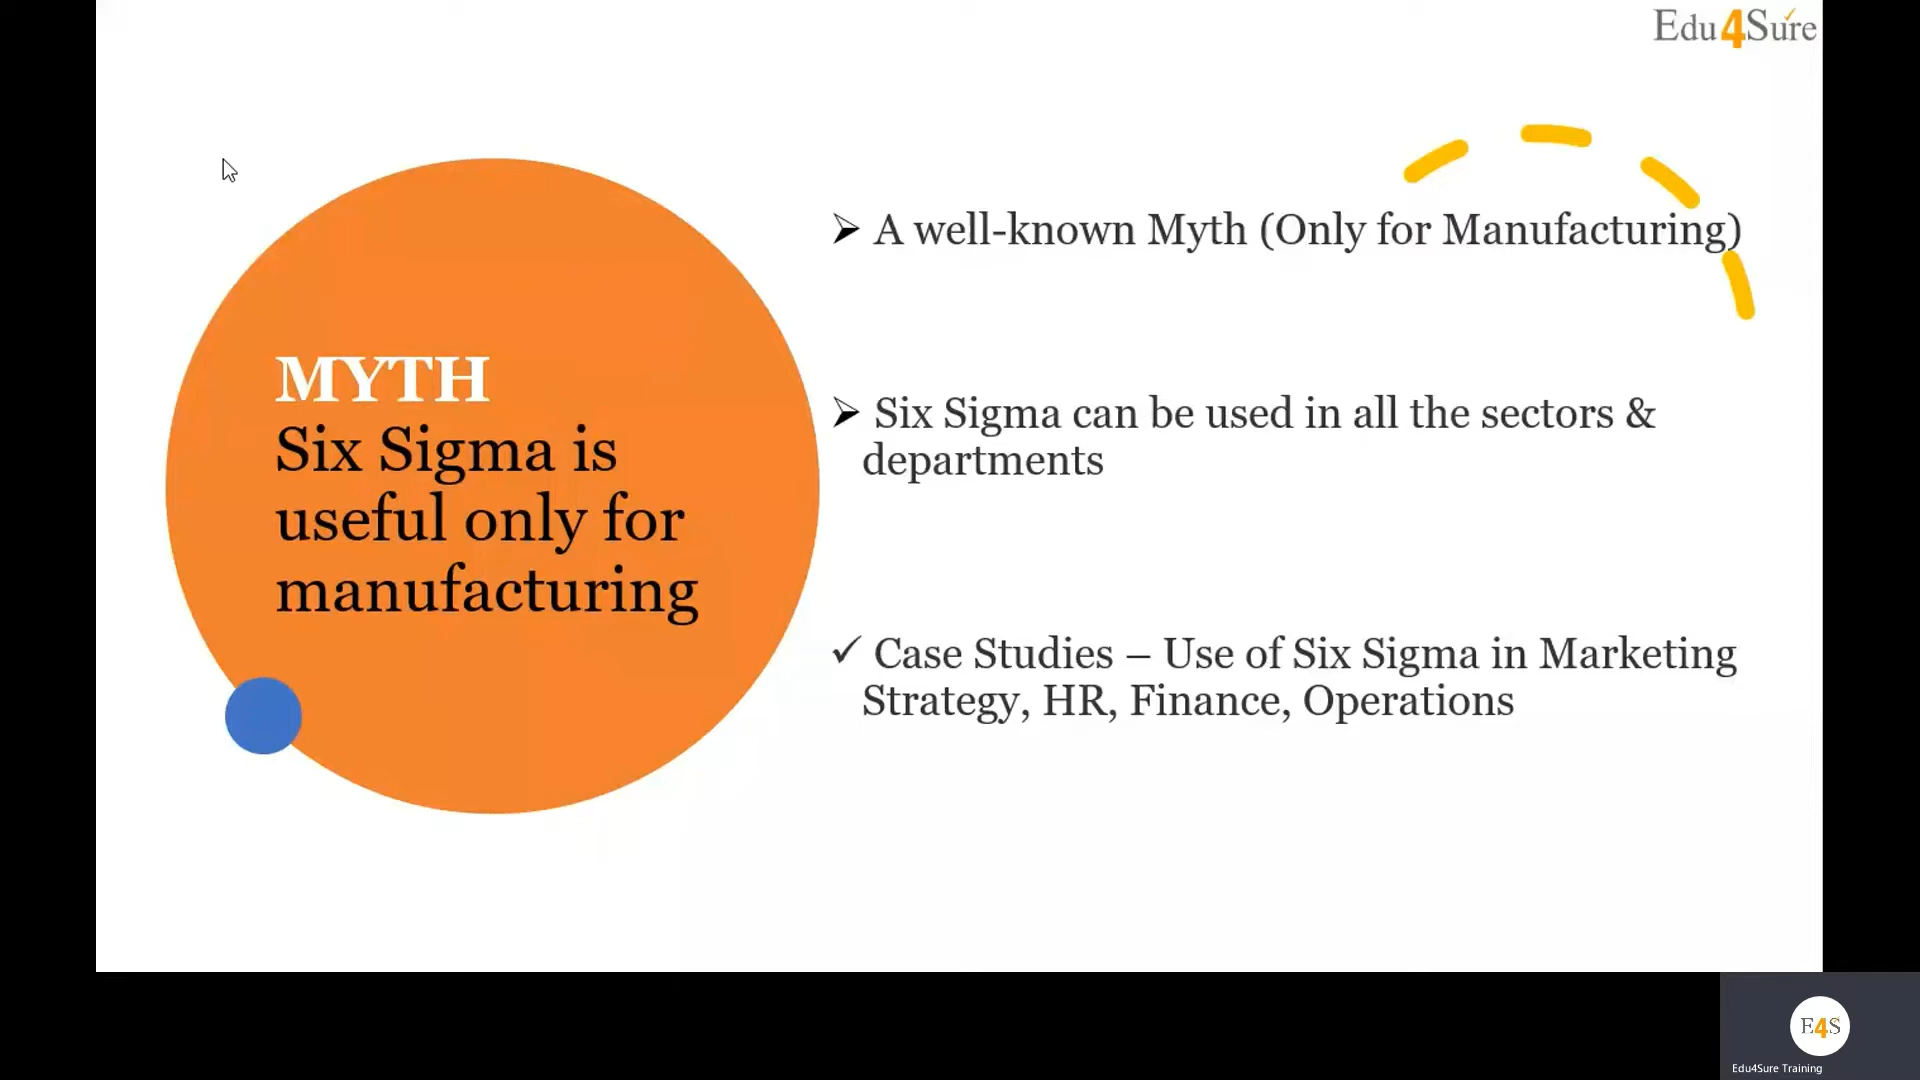 Edu4Sure
MYTH
Six Sigma is
useful only for
manufacturing
➢ A well-known Myth (Only for Manufacturing)
➢ Six Sigma can be used in all the sectors &
departments
✓ Case Studies – Use of Six Sigma in Marketing
Strategy, HR, Finance, Operations
E4S
Edu4Sure Training